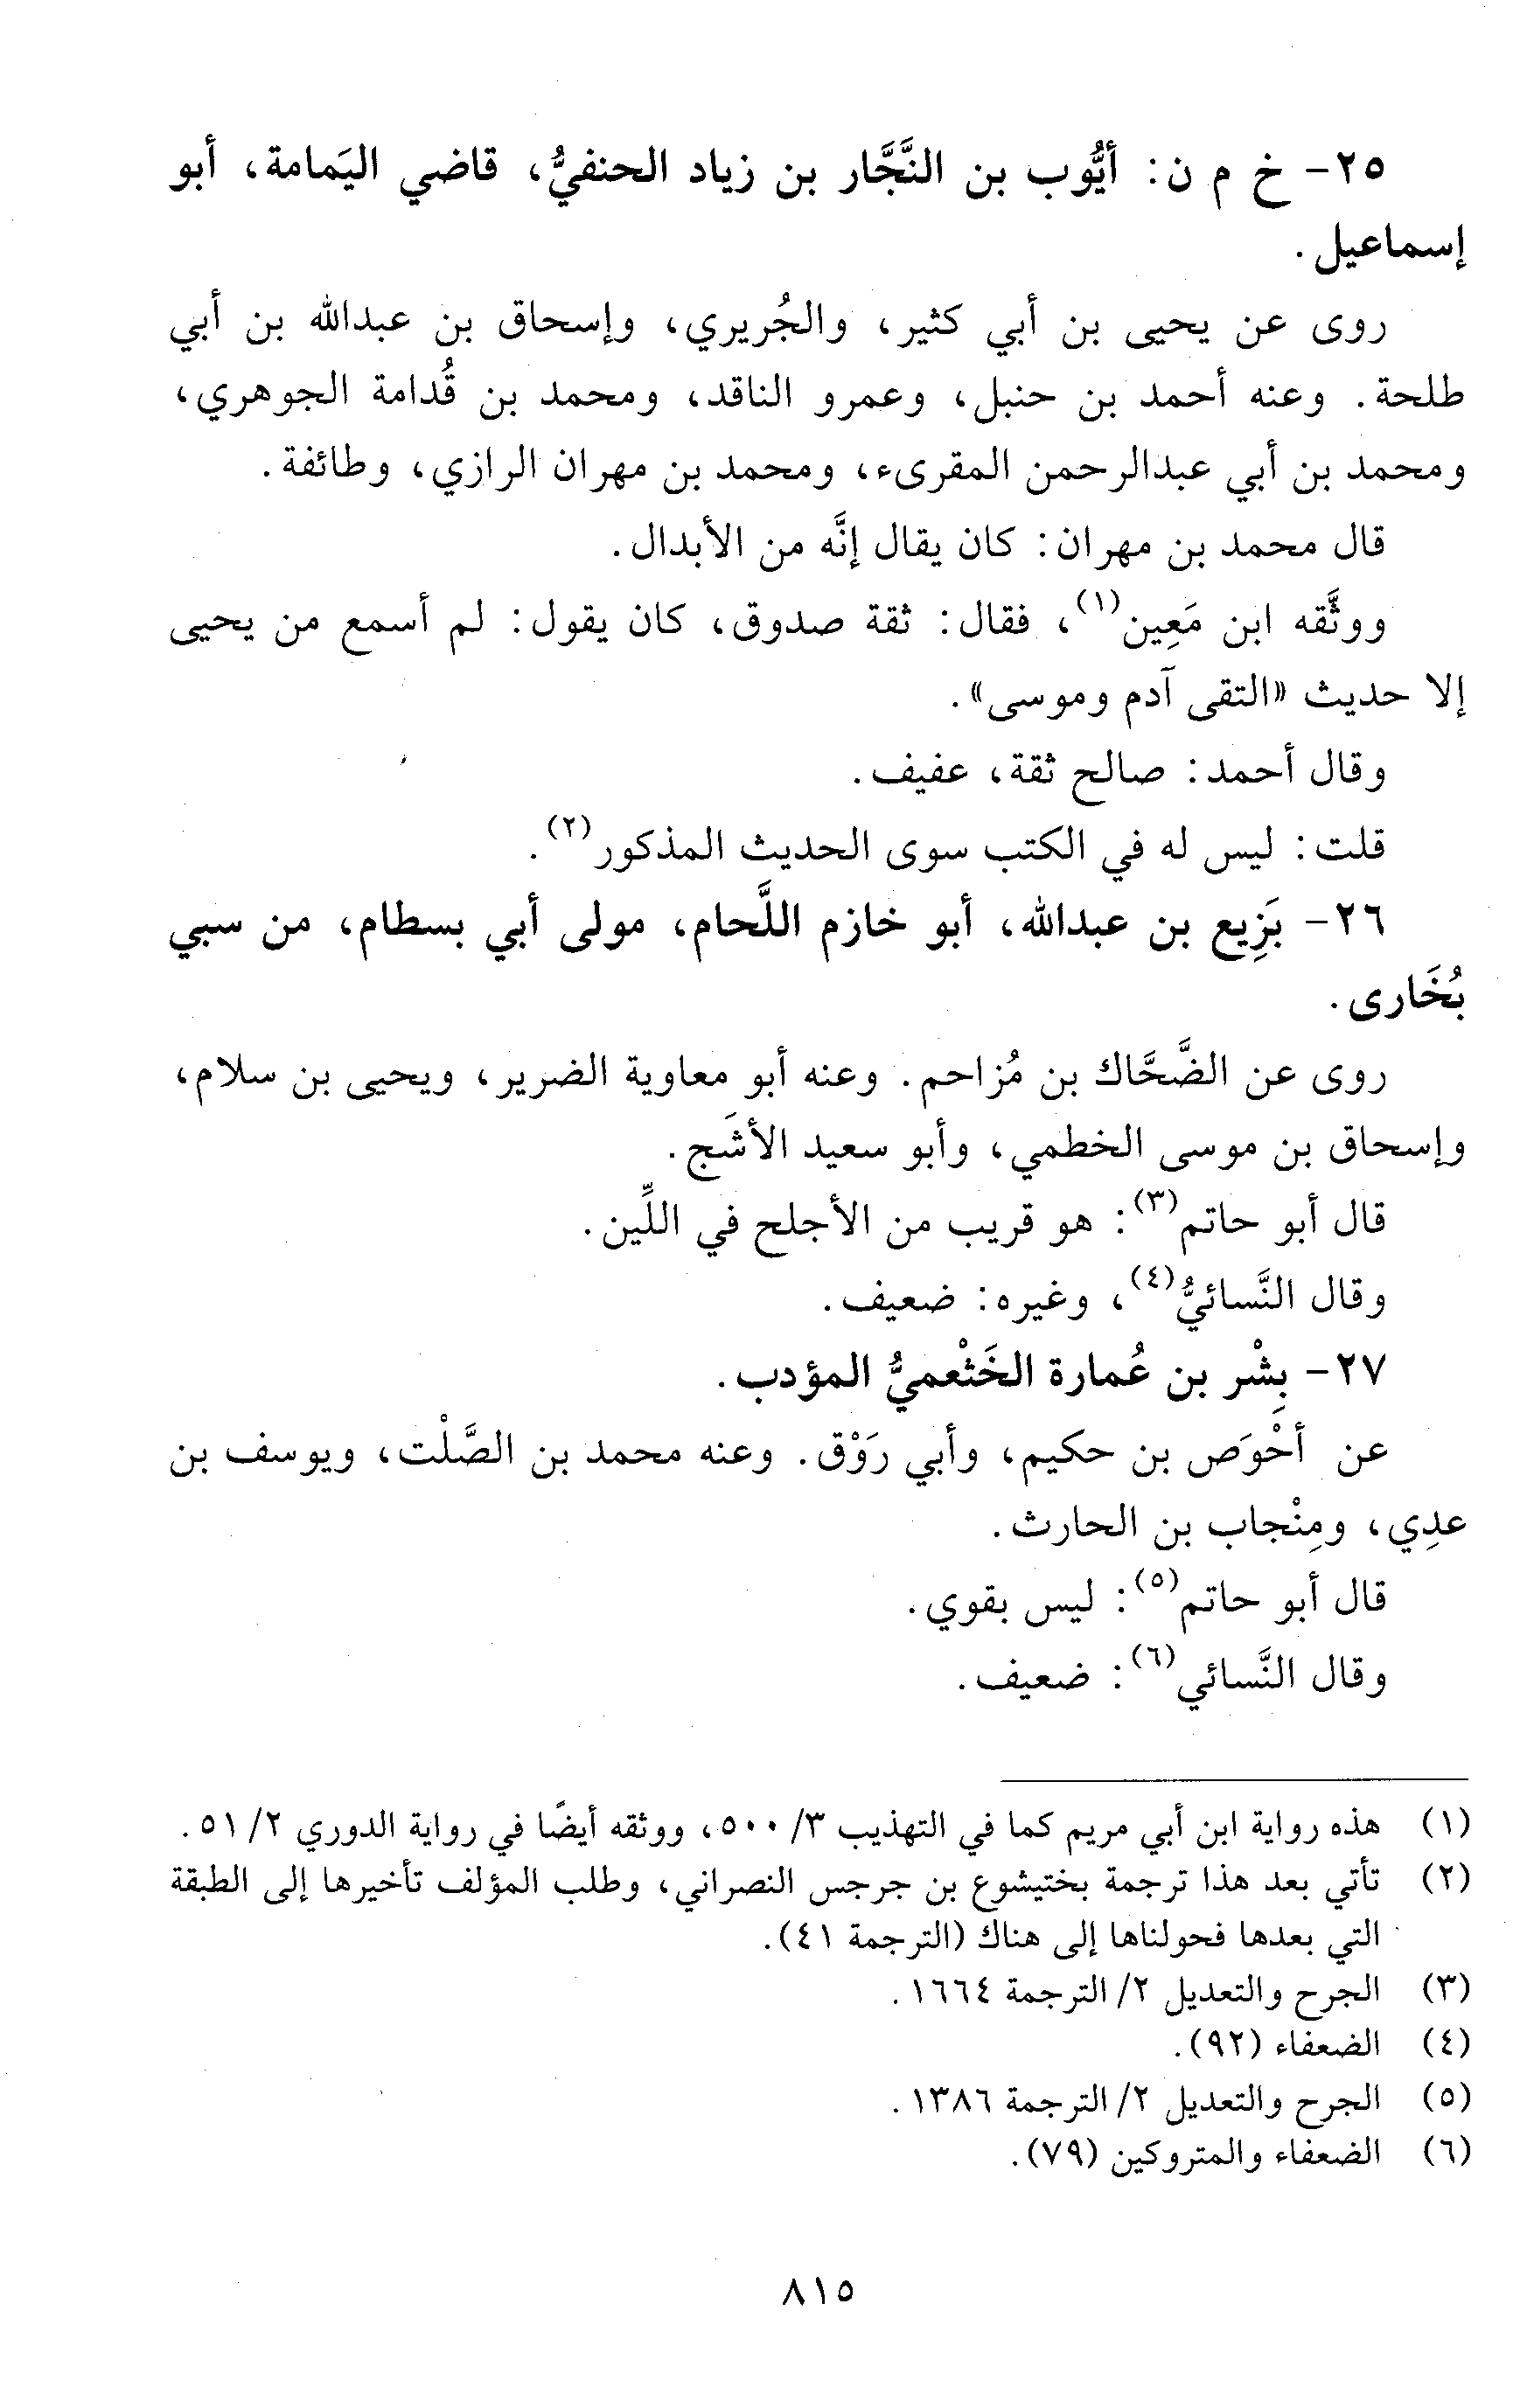 ٢٥- خ م ن: أيُّوب بن النَّجَّار بن زياد الحنفيُّ، قاضي اليَمامة، أبو
إسماعيل.
روى عن يحيى بن أبي كثير، والجُريري، وإسحاق بن عبدالله بن أبي
طلحة. وعنه أحمد بن حنبل، وعمرو الناقد، ومحمد بن قُدامة الجوهري،
ومحمد بن أبي عبدالرحمن المقرىء، ومحمد بن مهران الرازي، وطائفة.
قال محمد بن مهران: كان يقال إنَّه من الأبدال.
ووثَّقه ابن مَعِين(١)، فقال: ثقة صدوق، كان يقول: لم أسمع من يحيى
إلا حديث «التقى آدم وموسى».
وقال أحمد: صالح ثقة، عفيف.
قلت: ليس له في الكتب سوى الحديث المذكور(٢).
٢٦- بَزِيع بن عبدالله، أبو خازم اللَّحام، مولى أبي بسطام، من سبي
بُخَارى.
روى عن الضَّحَّاك بن مُزاحم. وعنه أبو معاوية الضرير، ويحيى بن سلام،
وإسحاق بن موسى الخطمي، وأبو سعيد الأشَج.
قال أبو حاتم(٣): هو قريب من الأجلح في اللِّين.
وقال النَّسائيُّ(٤)، وغيره: ضعيف.
٢٧- بِشْر بن عُمارة الخَثْعميُّ المؤدب.
عن أحْوَص بن حكيم، وأبي رَوْق. وعنه محمد بن الصَّلْت، ويوسف بن
عدِي، ومِنْجاب بن الحارث.
قال أبو حاتم(٥): ليس بقوي.
وقال النَّسائي(٦): ضعيف.
(١) هذه رواية ابن أبي مريم كما في التهذيب ٣/ ٥٠٠، ووثقه أيضًا في رواية الدوري ٢/ ٥١.
(٢) تأتي بعد هذا ترجمة بختيشوع بن جرجس النصراني، وطلب المؤلف تأخيرها إلى الطبقة
التي بعدها فحولناها إلى هناك (الترجمة ٤١).
(٣) الجرح والتعديل ٢/ الترجمة ١٦٦٤.
(٤) الضعفاء (٩٢).
(٥) الجرح والتعديل ٢/ الترجمة ١٣٨٦.
(٦) الضعفاء والمتروكين (٧٩).
٨١٥